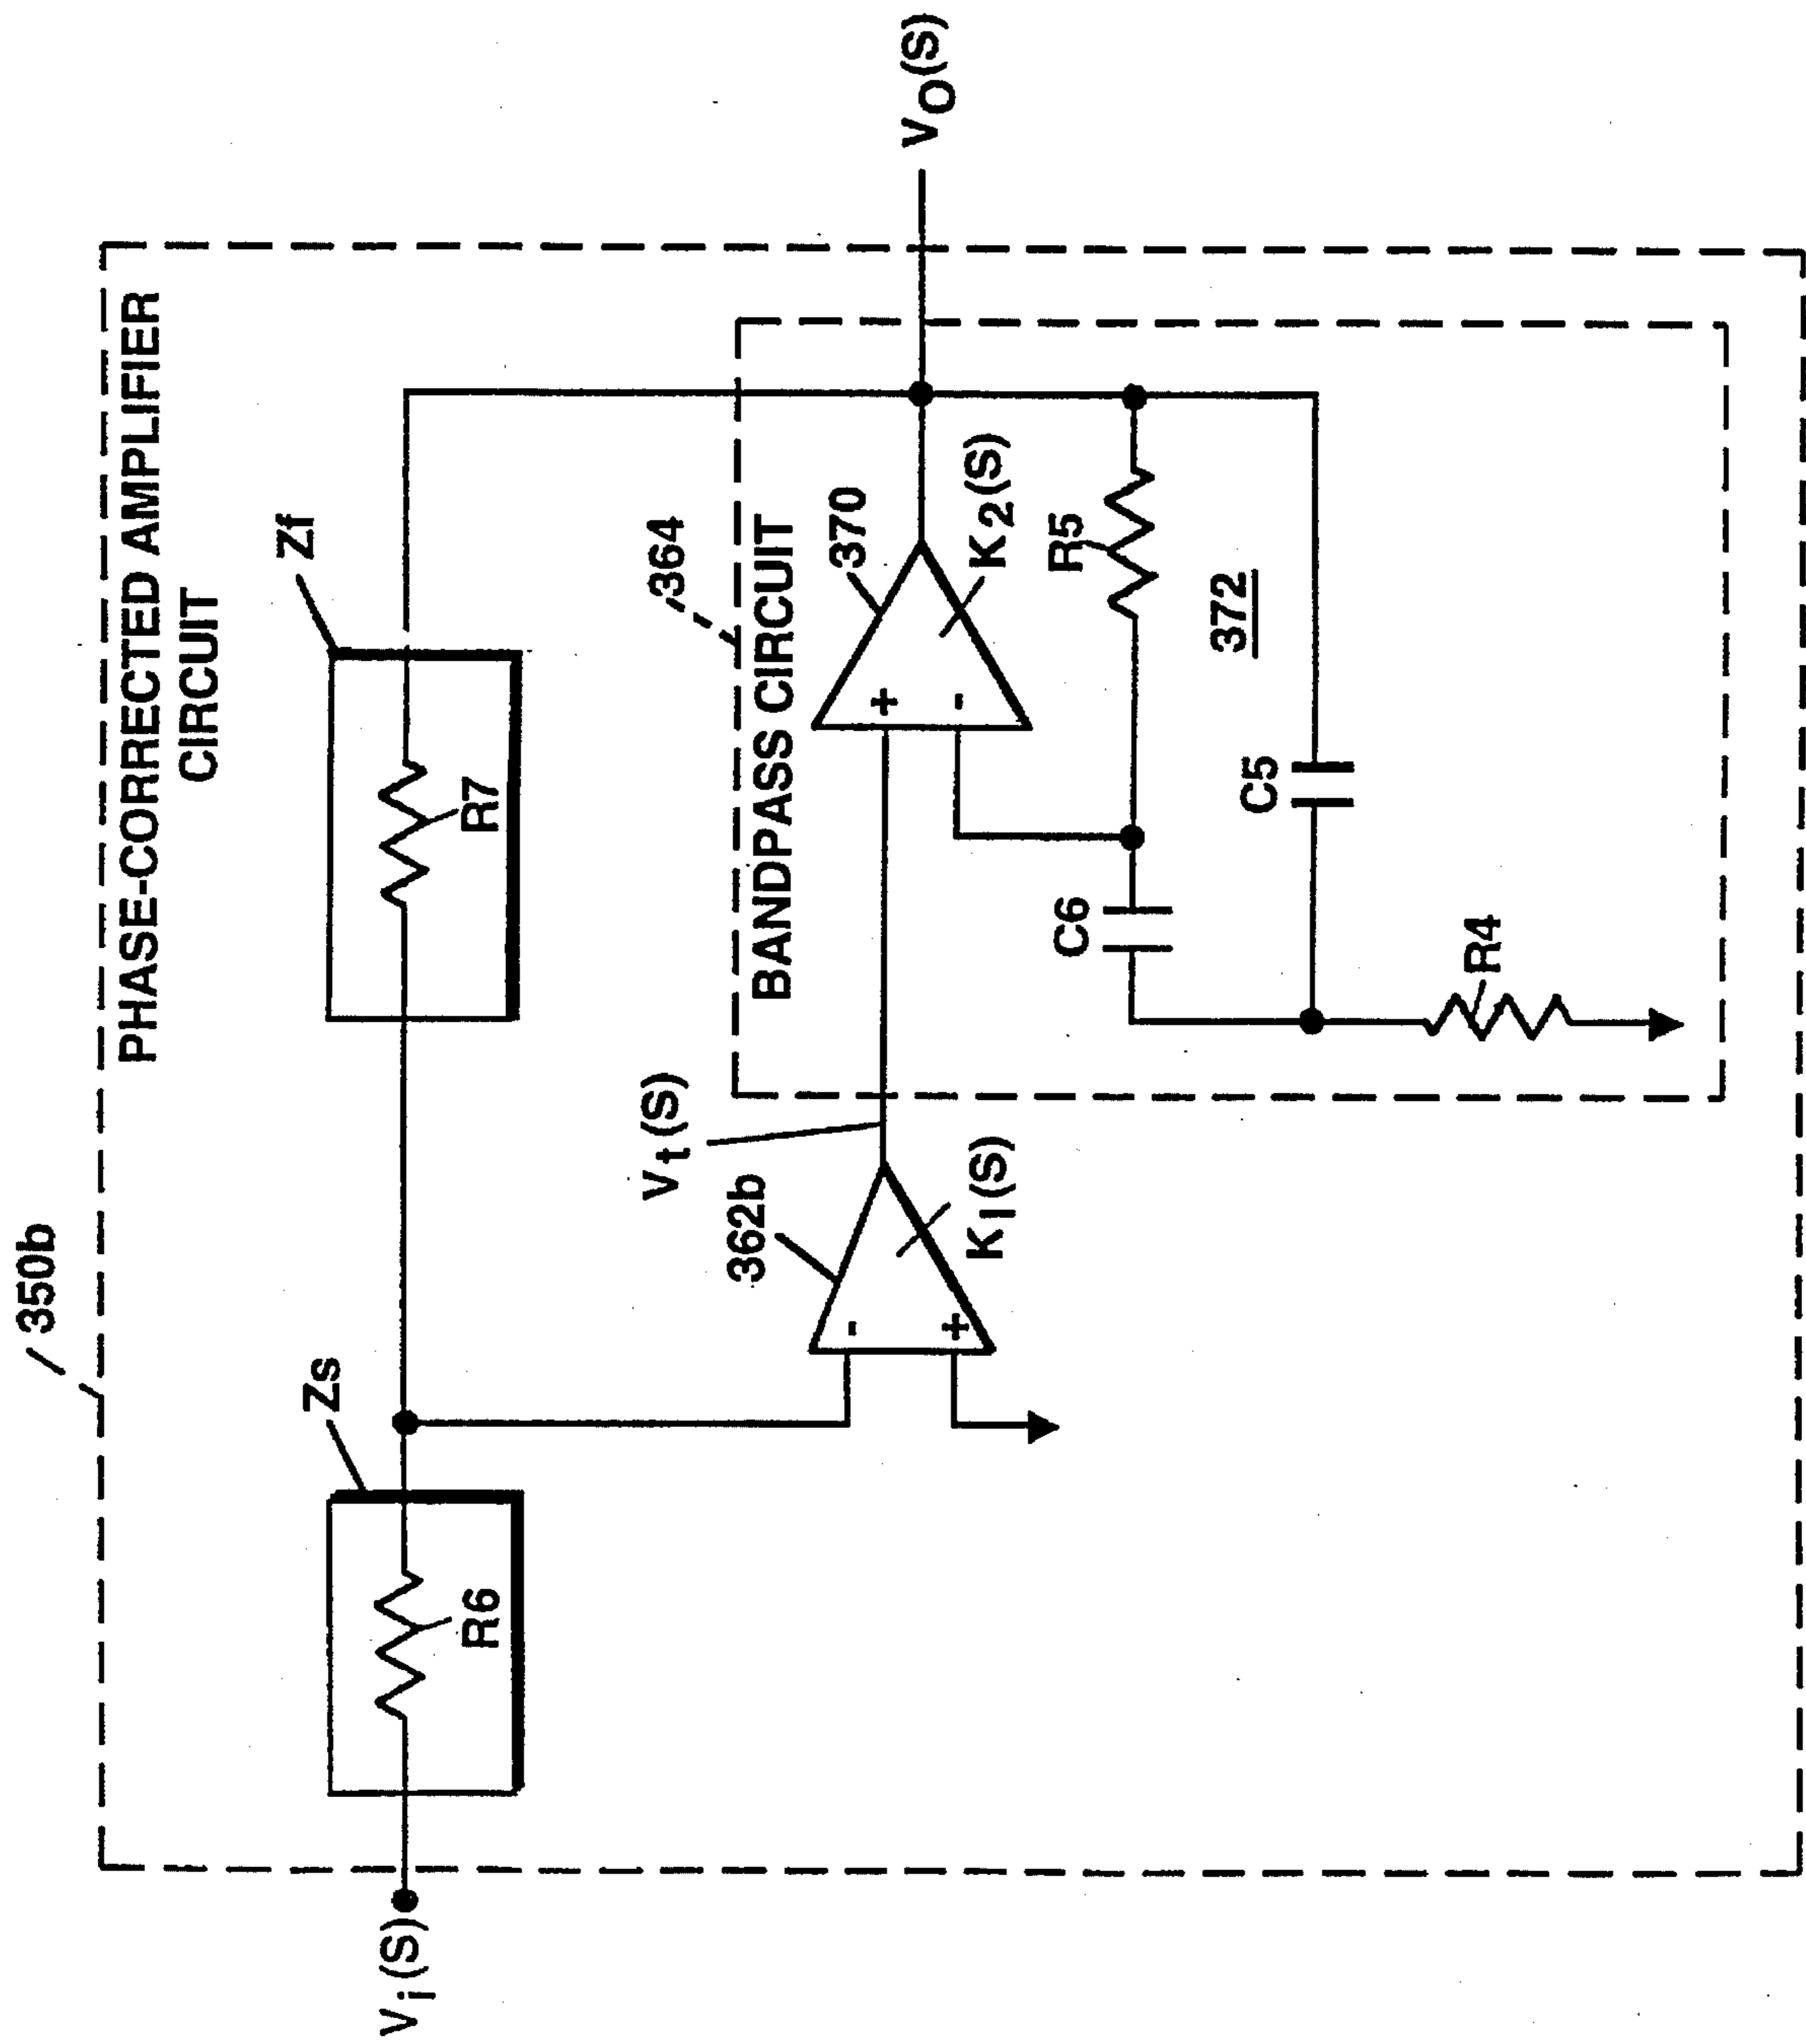 350b
PHASE-CORRECTED AMPLIFIER
CIRCUIT
Zs
Zf
R6
R7
Vi(S)
364
BANDPASS CIRCUIT
Vt(S)
362b
-
+
K1(S)
370
+
-
K2(S)
VO(S)
C6
R5
372
C5
R4